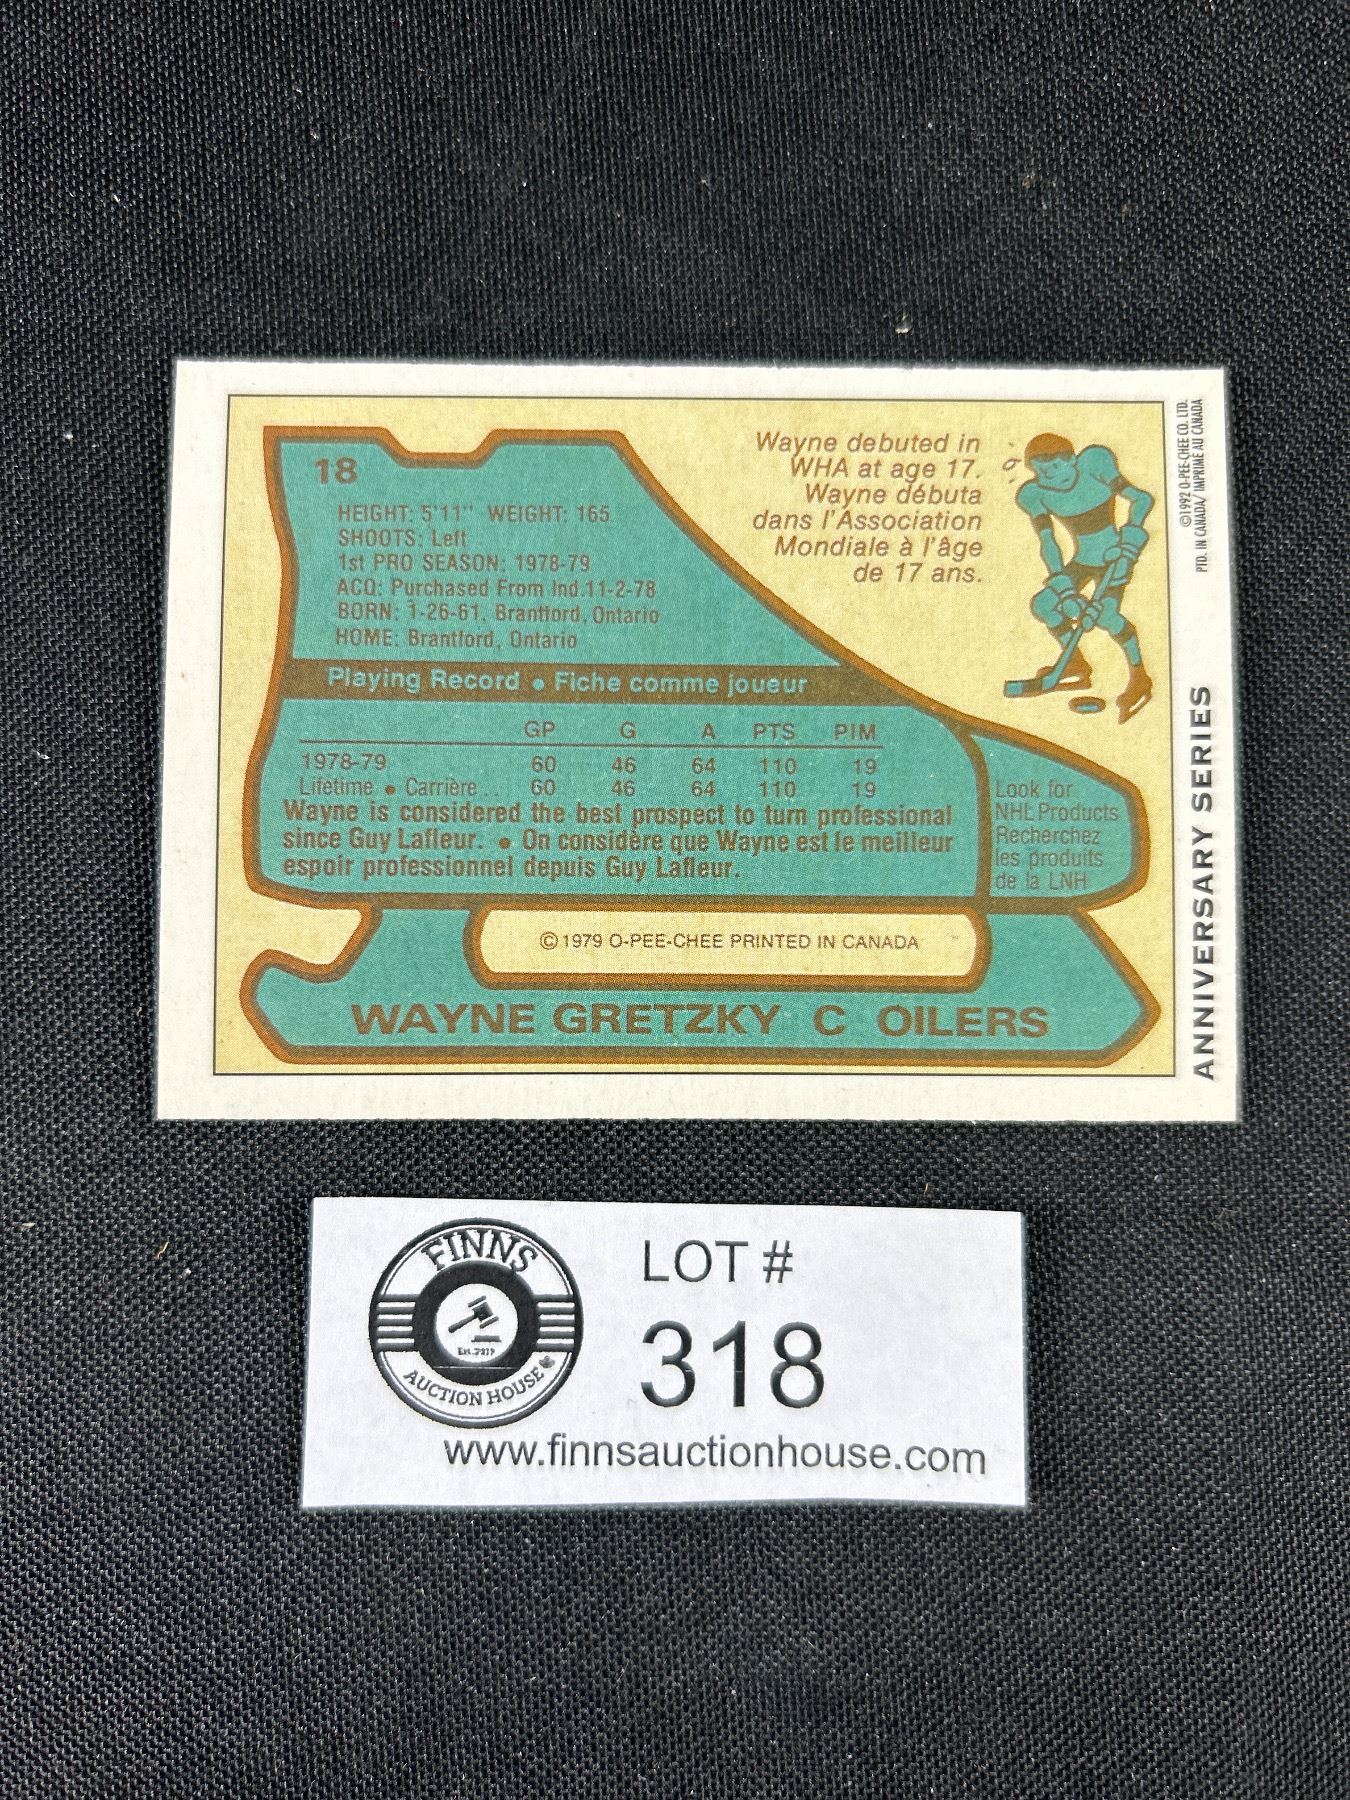 18
HEIGHT: 5'11" WEIGHT: 165
SHOOTS: Left
1st PRO SEASON: 1978-79
ACQ: Purchased From Ind.11-2-78
BORN: 1-26-61, Brantford, Ontario
HOME: Brantford, Ontario
Wayne debuted in
WHA at age 17.
Wayne débuta
dans l'Association
Mondiale à l'âge
de 17 ans.
Playing Record • Fiche comme joueur
GP G A PTS PIM
1978-79 60 46 64 110 19
Lifetime • Carrière .. 60 46 64 110 19
Wayne is considered the best prospect to turn professional
since Guy Lafleur. • On considère que Wayne est le meilleur
espoir professionnel depuis Guy Lafleur.
Look for
NHL Products
Recherchez
les produits
de la LNH
© 1979 O-PEE-CHEE PRINTED IN CANADA
WAYNE GRETZKY C OILERS
©1992 O-PEE-CHEE CO. LTD.
PTD. IN CANADA/ IMPRIMÉ AU CANADA
ANNIVERSARY SERIES
FINNS
AUCTION HOUSE
LOT #
318
www.finnsauctionhouse.com